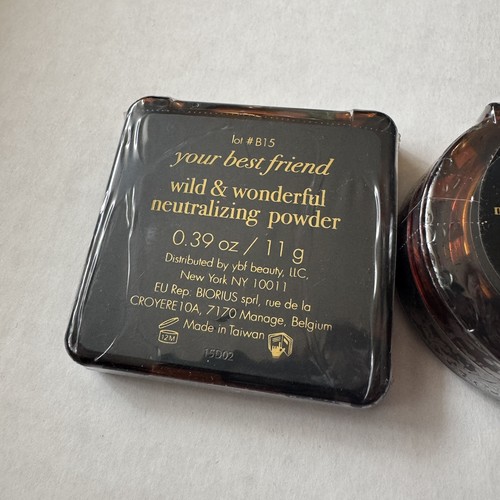 lot # B15
your best friend
wild & wonderful
neutralizing powder
0.39 oz / 11 g
Distributed by ybf beauty, LLC,
New York NY 10011
EU Rep: BIORIUS sprl, rue de la
CROYERE10A, 7170 Manage, Belgium
12M Made in Taiwan
15D02